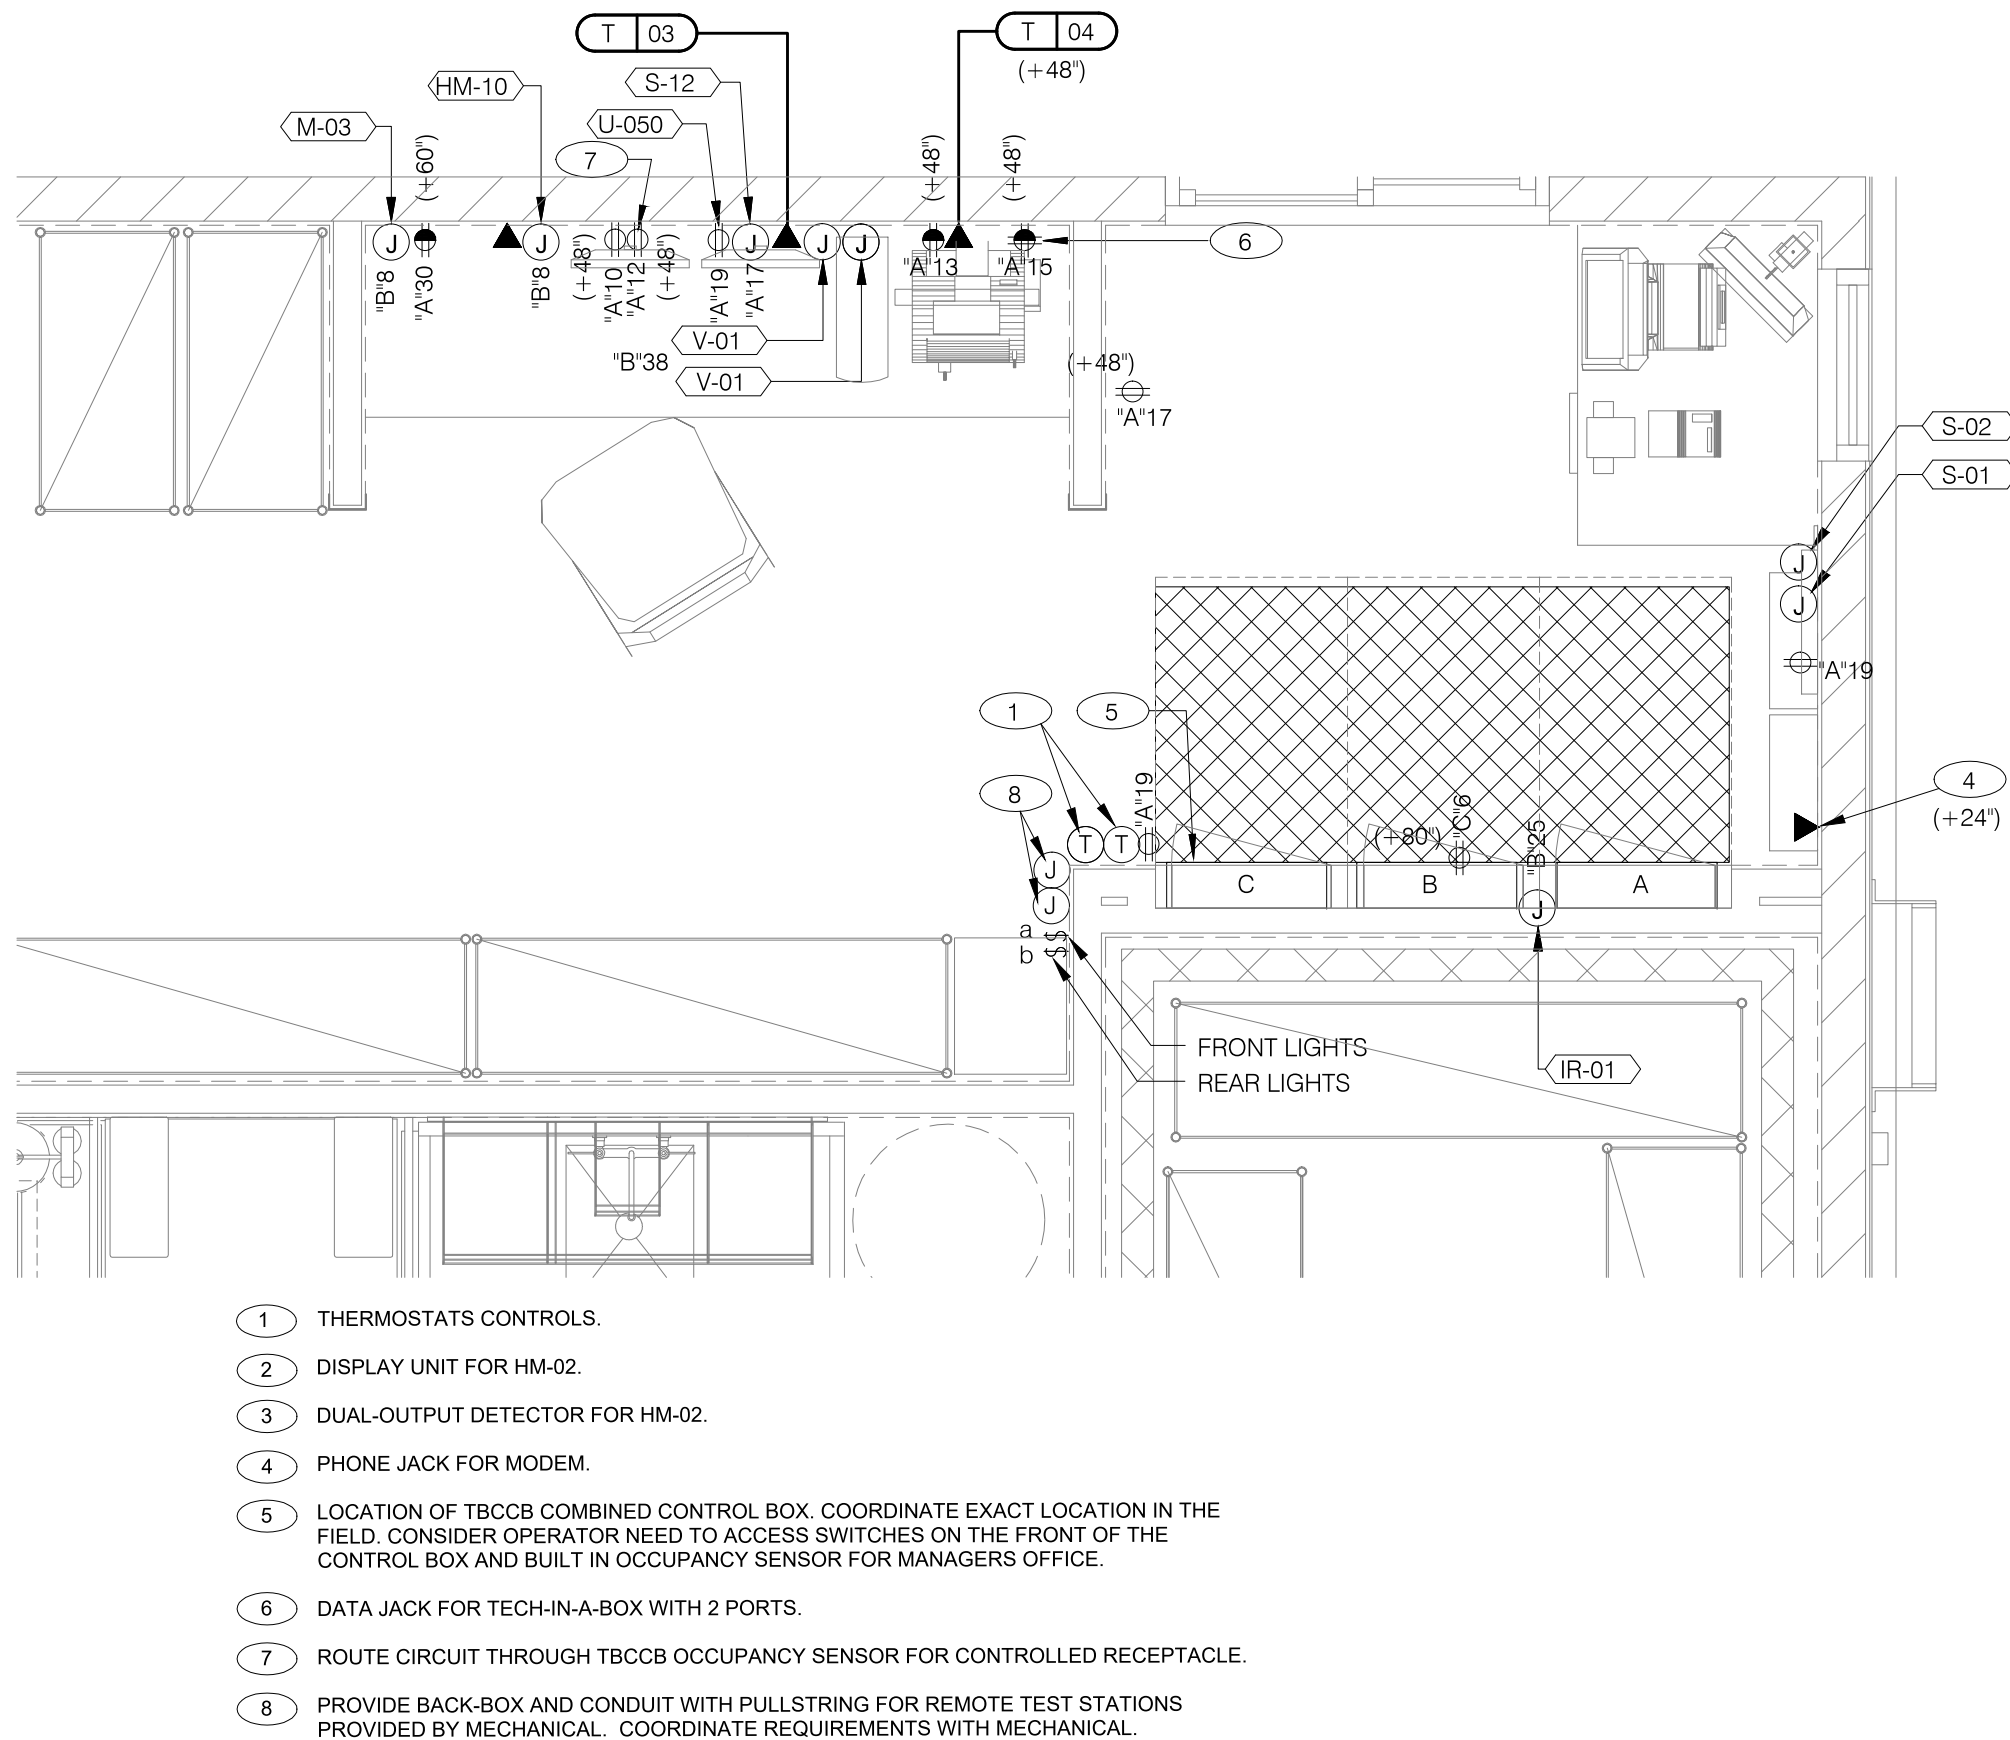 T 03
T 04
(+48")
HM-10
S-12
M-03
U-050
7
(+60")
(+48")
(+48")
J
J
J
J
J
6
"B"8
"A"30
"B"8
(+48")
"A"10
"A"12
(+48")
"A"19
"A"17
"A"13
"A"15
V-01
"B"38
V-01
(+48")
"A"17
S-02
S-01
J
J
"A"19
1
5
8
4
(+24")
T
T
"A"19
(+80")
"C"6
"B"25
J
J
C
B
A
J
a
$
b
$
FRONT LIGHTS
REAR LIGHTS
IR-01
1 THERMOSTATS CONTROLS.
2 DISPLAY UNIT FOR HM-02.
3 DUAL-OUTPUT DETECTOR FOR HM-02.
4 PHONE JACK FOR MODEM.
5 LOCATION OF TBCCB COMBINED CONTROL BOX. COORDINATE EXACT LOCATION IN THE
FIELD. CONSIDER OPERATOR NEED TO ACCESS SWITCHES ON THE FRONT OF THE
CONTROL BOX AND BUILT IN OCCUPANCY SENSOR FOR MANAGERS OFFICE.
6 DATA JACK FOR TECH-IN-A-BOX WITH 2 PORTS.
7 ROUTE CIRCUIT THROUGH TBCCB OCCUPANCY SENSOR FOR CONTROLLED RECEPTACLE.
8 PROVIDE BACK-BOX AND CONDUIT WITH PULLSTRING FOR REMOTE TEST STATIONS
PROVIDED BY MECHANICAL. COORDINATE REQUIREMENTS WITH MECHANICAL.